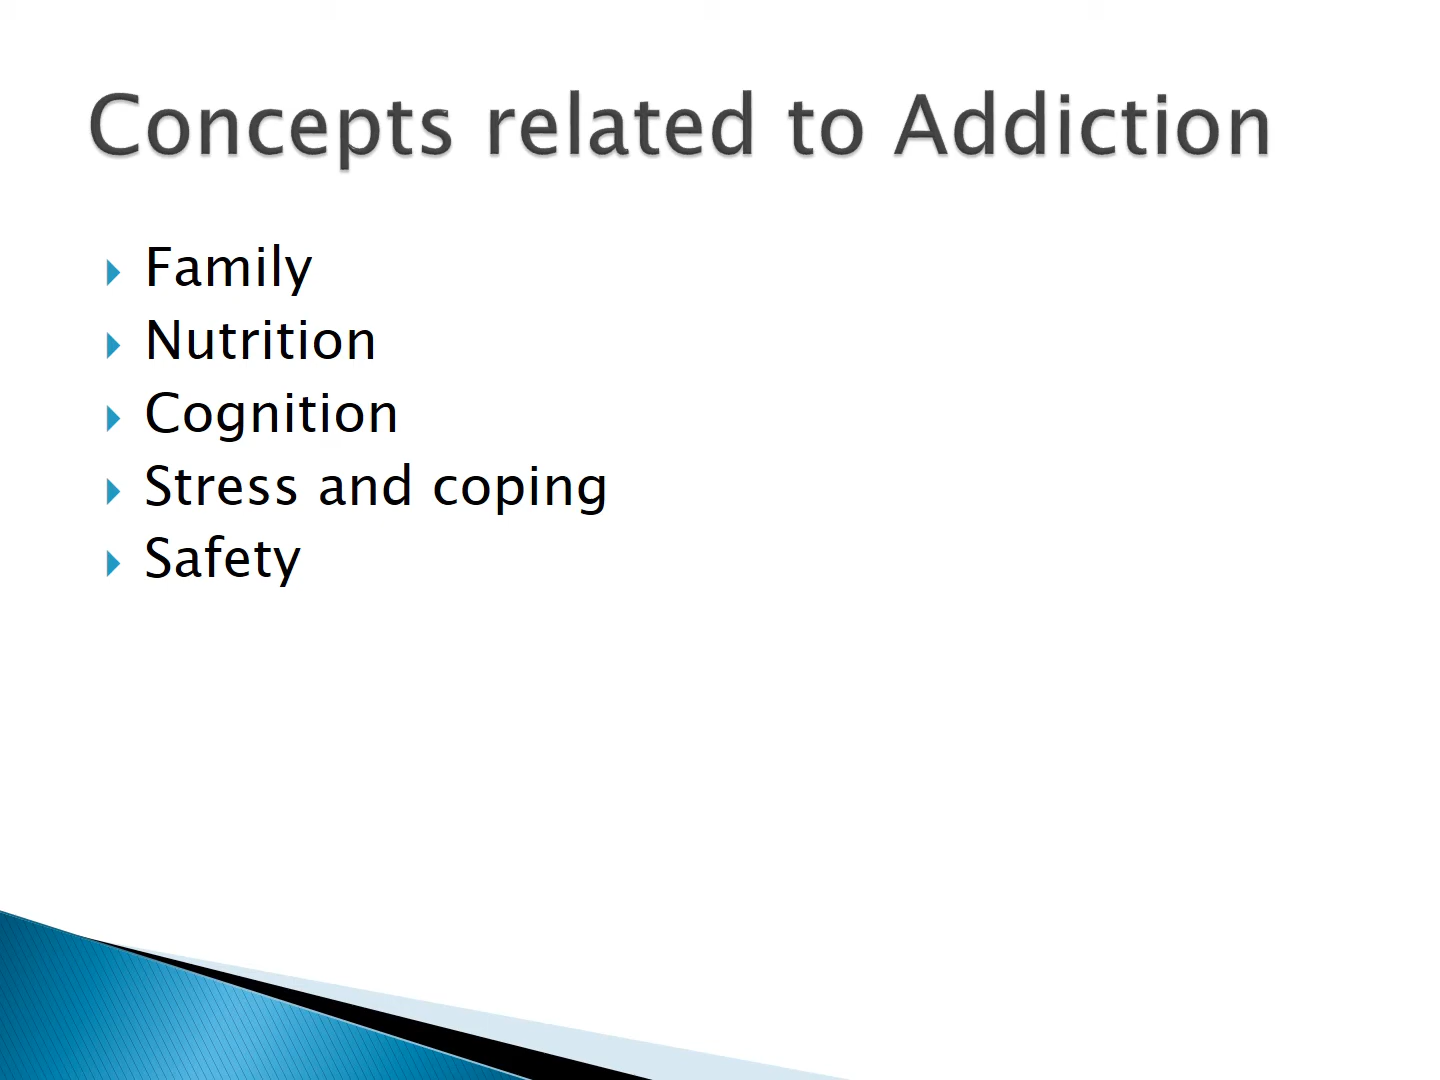 Concepts related to Addiction
Family
Nutrition
Cognition
Stress and coping
Safety